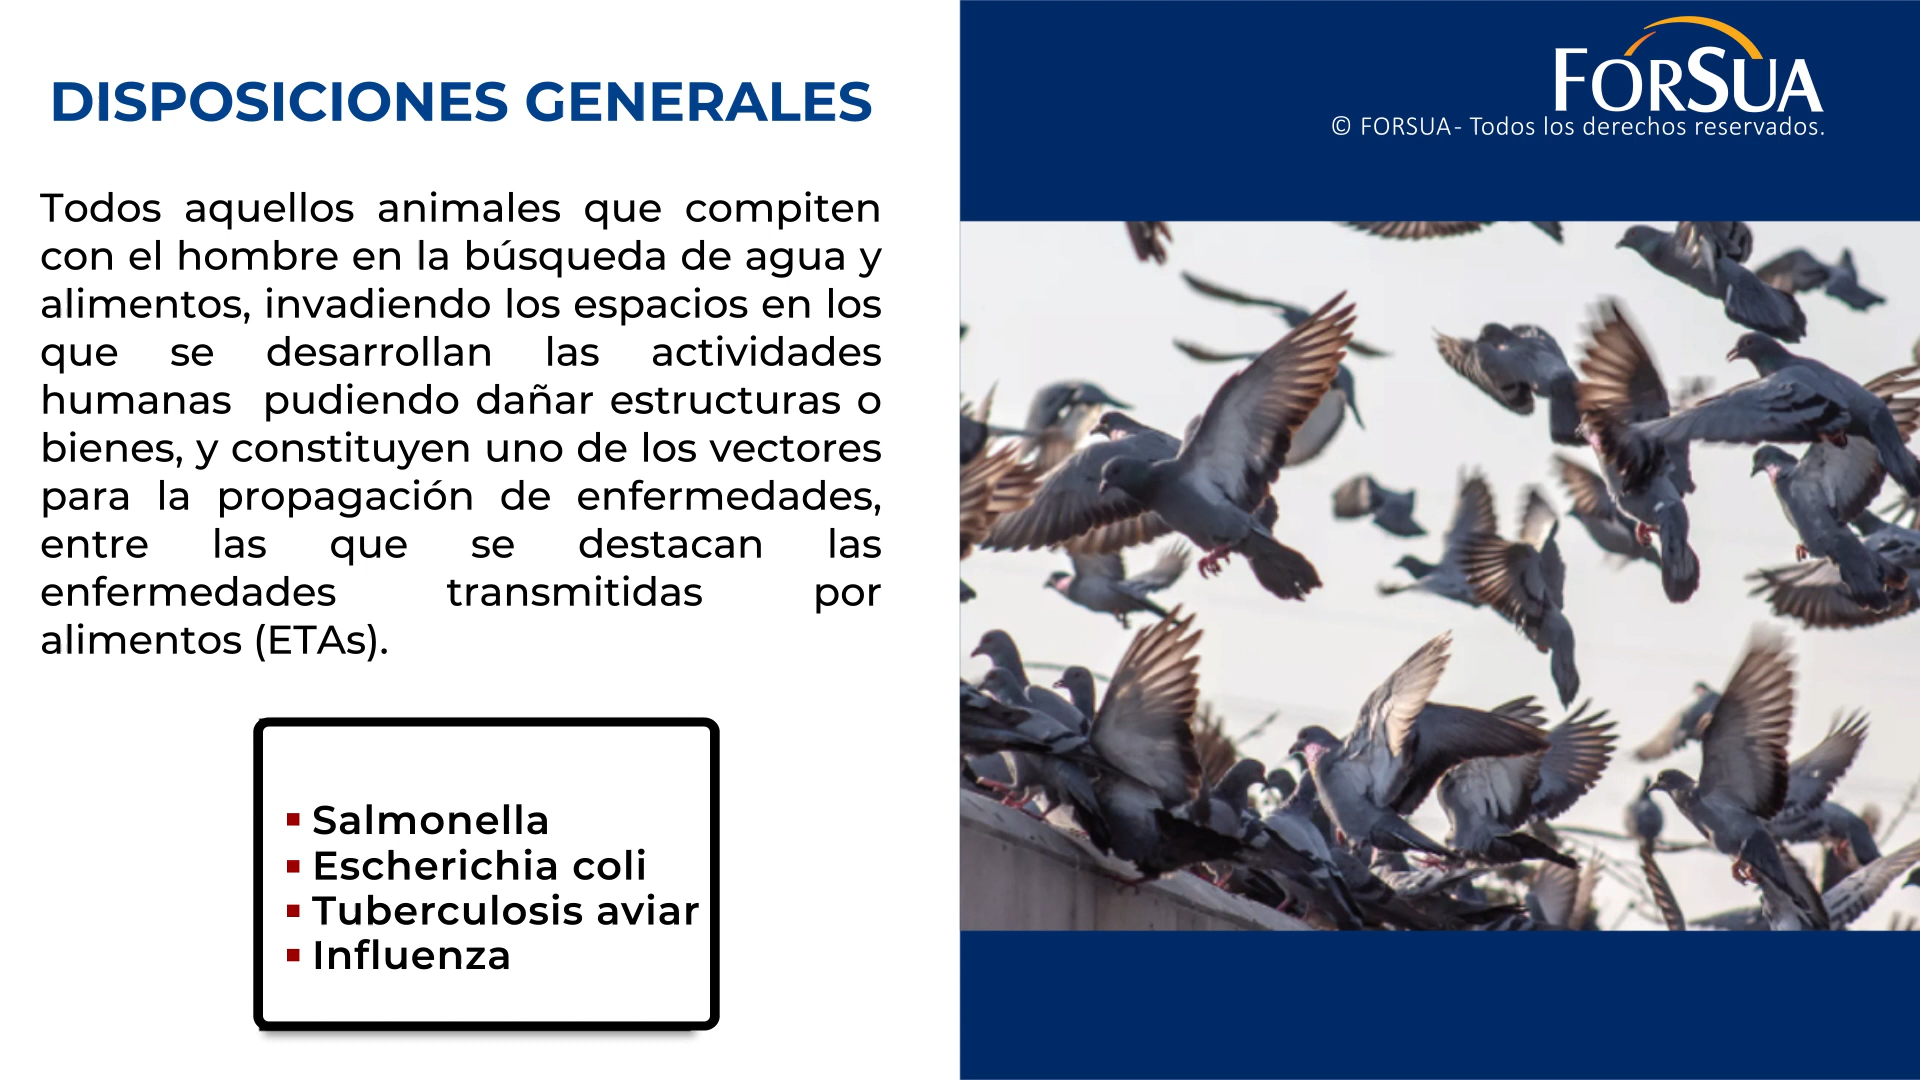 DISPOSICIONES GENERALES
Todos aquellos animales que compiten
con el hombre en la búsqueda de agua y
alimentos, invadiendo los espacios en los
que se desarrollan las actividades
humanas pudiendo dañar estructuras o
bienes, y constituyen uno de los vectores
para la propagación de enfermedades,
entre las que se destacan las
enfermedades transmitidas por
alimentos (ETAs).
▪ Salmonella
▪ Escherichia coli
▪ Tuberculosis aviar
▪ Influenza
FORSUA
© FORSUA- Todos los derechos reservados.